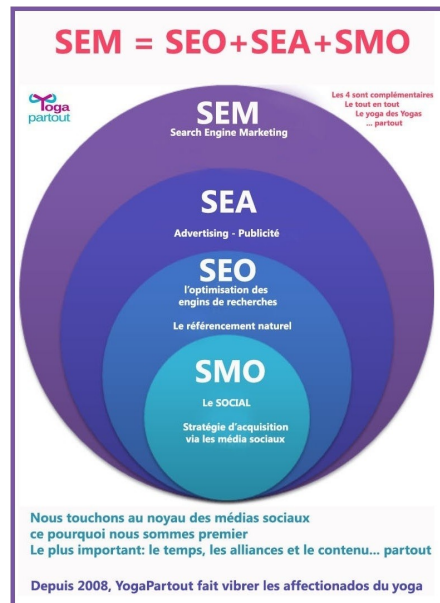 SEM = SEO+SEA+SMO
Yoga
partout
Les 4 sont complémentaires
Le tout en tout
Le yoga des Yogas
... partout
SEM
Search Engine Marketing
SEA
Advertising - Publicité
SEO
l'optimisation des
engins de recherches
Le référencement naturel
SMO
Le SOCIAL
Stratégie d'acquisition
via les média sociaux
Nous touchons au noyau des médias sociaux
ce pourquoi nous sommes premier
Le plus important: le temps, les alliances et le contenu... partout
Depuis 2008, YogaPartout fait vibrer les affectionados du yoga